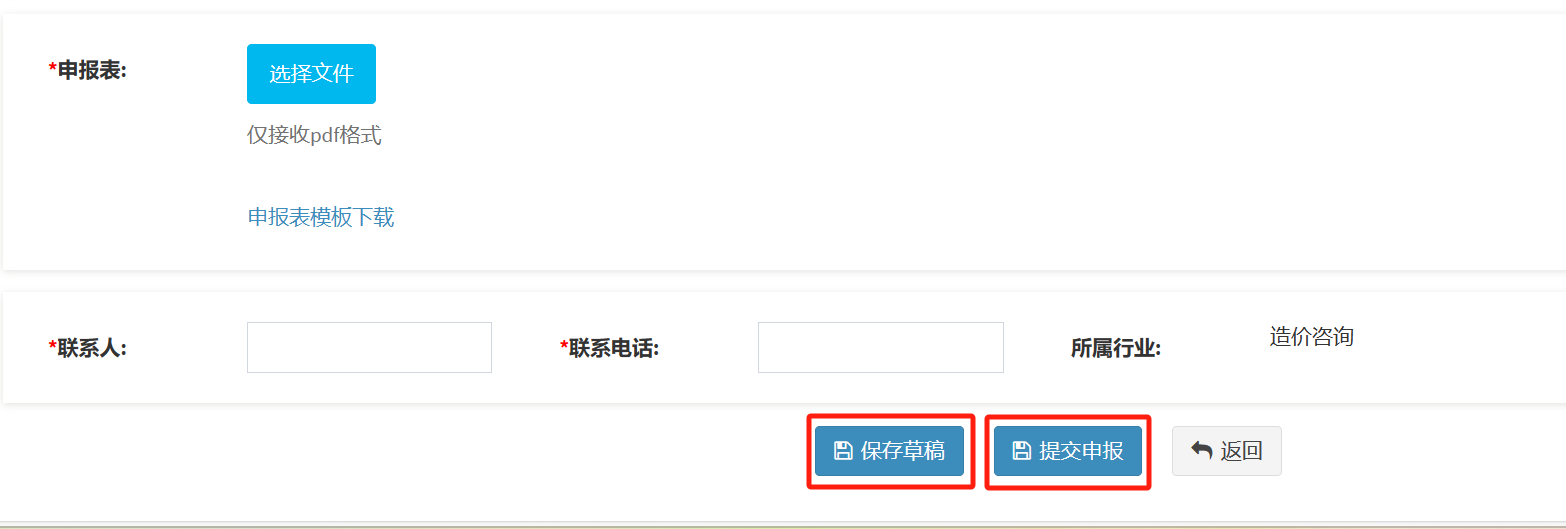 *申报表:
选择文件
仅接收pdf格式
申报表模板下载
*联系人: *联系电话: 所属行业: 造价咨询
保存草稿 提交申报 返回